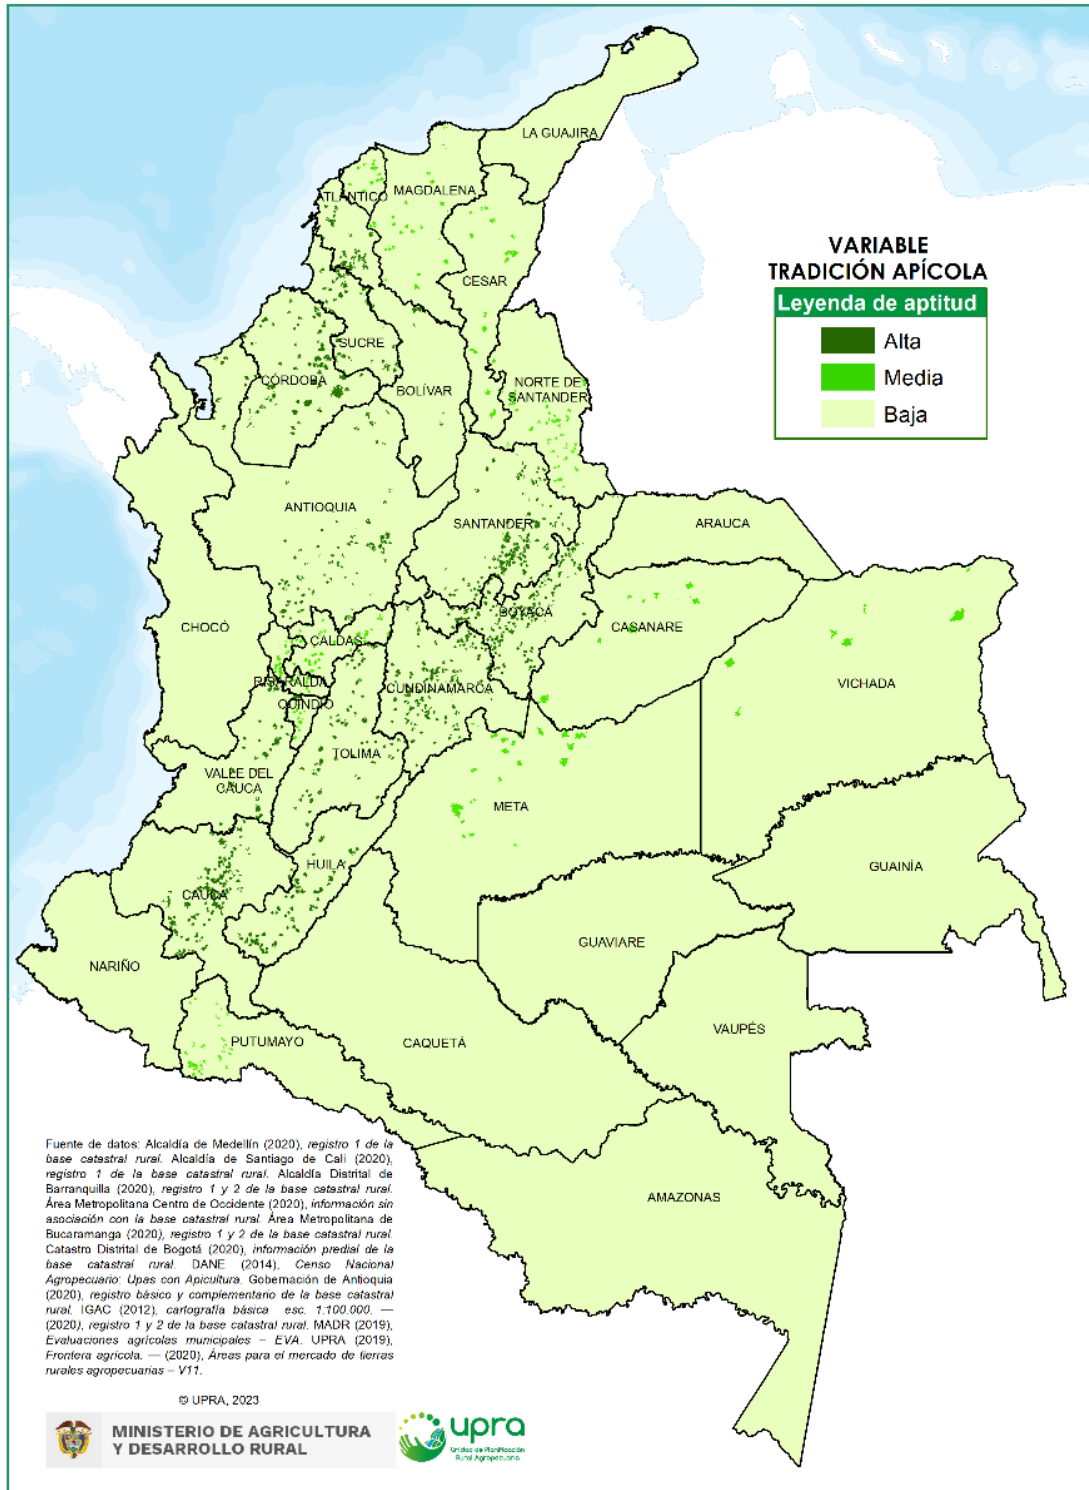 LA GUAJIRA
ATLÁNTICO
MAGDALENA
CESAR
VARIABLE
TRADICIÓN APÍCOLA
Leyenda de aptitud
Alta
Media
Baja
SUCRE
CÓRDOBA
BOLÍVAR
NORTE DE
SANTANDER
ANTIOQUIA
SANTANDER
ARAUCA
CHOCÓ
BOYACÁ
CASANARE
CALDAS
RISARALDA
CUNDINAMARCA
VICHADA
QUINDÍO
TOLIMA
VALLE DEL
CAUCA
META
HUILA
GUAINÍA
CAUCA
GUAVIARE
NARIÑO
VAUPÉS
PUTUMAYO
CAQUETÁ
AMAZONAS
Fuente de datos: Alcaldía de Medellín (2020), registro 1 de la
base catastral rural. Alcaldía de Santiago de Cali (2020),
registro 1 de la base catastral rural. Alcaldía Distrital de
Barranquilla (2020), registro 1 y 2 de la base catastral rural.
Área Metropolitana Centro de Occidente (2020), información sin
asociación con la base catastral rural. Área Metropolitana de
Bucaramanga (2020), registro 1 y 2 de la base catastral rural.
Catastro Distrital de Bogotá (2020), información predial de la
base catastral rural. DANE (2014), Censo Nacional
Agropecuario: Upas con Apicultura. Gobernación de Antioquia
(2020), registro básico y complementario de la base catastral
rural. IGAC (2012), cartografía básica esc. 1:100.000. —
(2020), registro 1 y 2 de la base catastral rural. MADR (2019),
Evaluaciones agrícolas municipales – EVA. UPRA (2019),
Frontera agrícola. — (2020), Áreas para el mercado de tierras
rurales agropecuarias – V11.
© UPRA, 2023
MINISTERIO DE AGRICULTURA
Y DESARROLLO RURAL
upra
Unidad de Planificación
Rural Agropecuaria